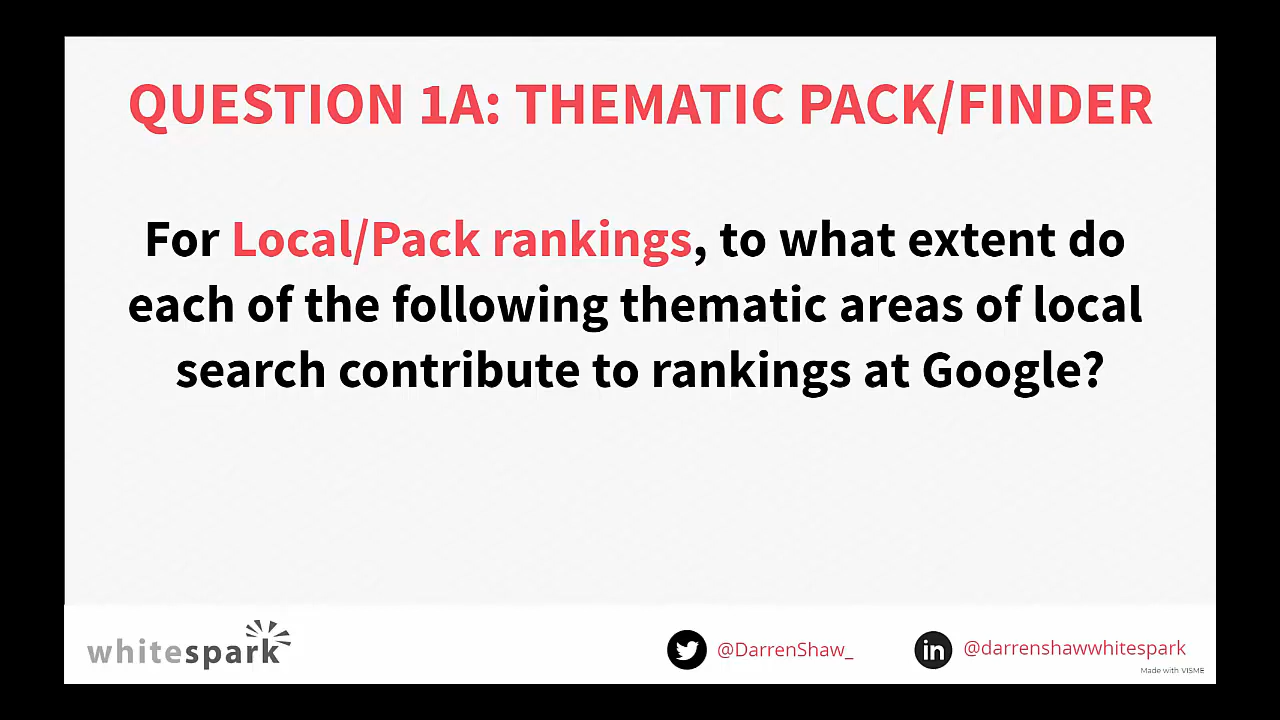 QUESTION 1A: THEMATIC PACK/FINDER
For Local/Pack rankings, to what extent do
each of the following thematic areas of local
search contribute to rankings at Google?
whitespark
@DarrenShaw_
in @darrenshawwhitespark
Made with VISME